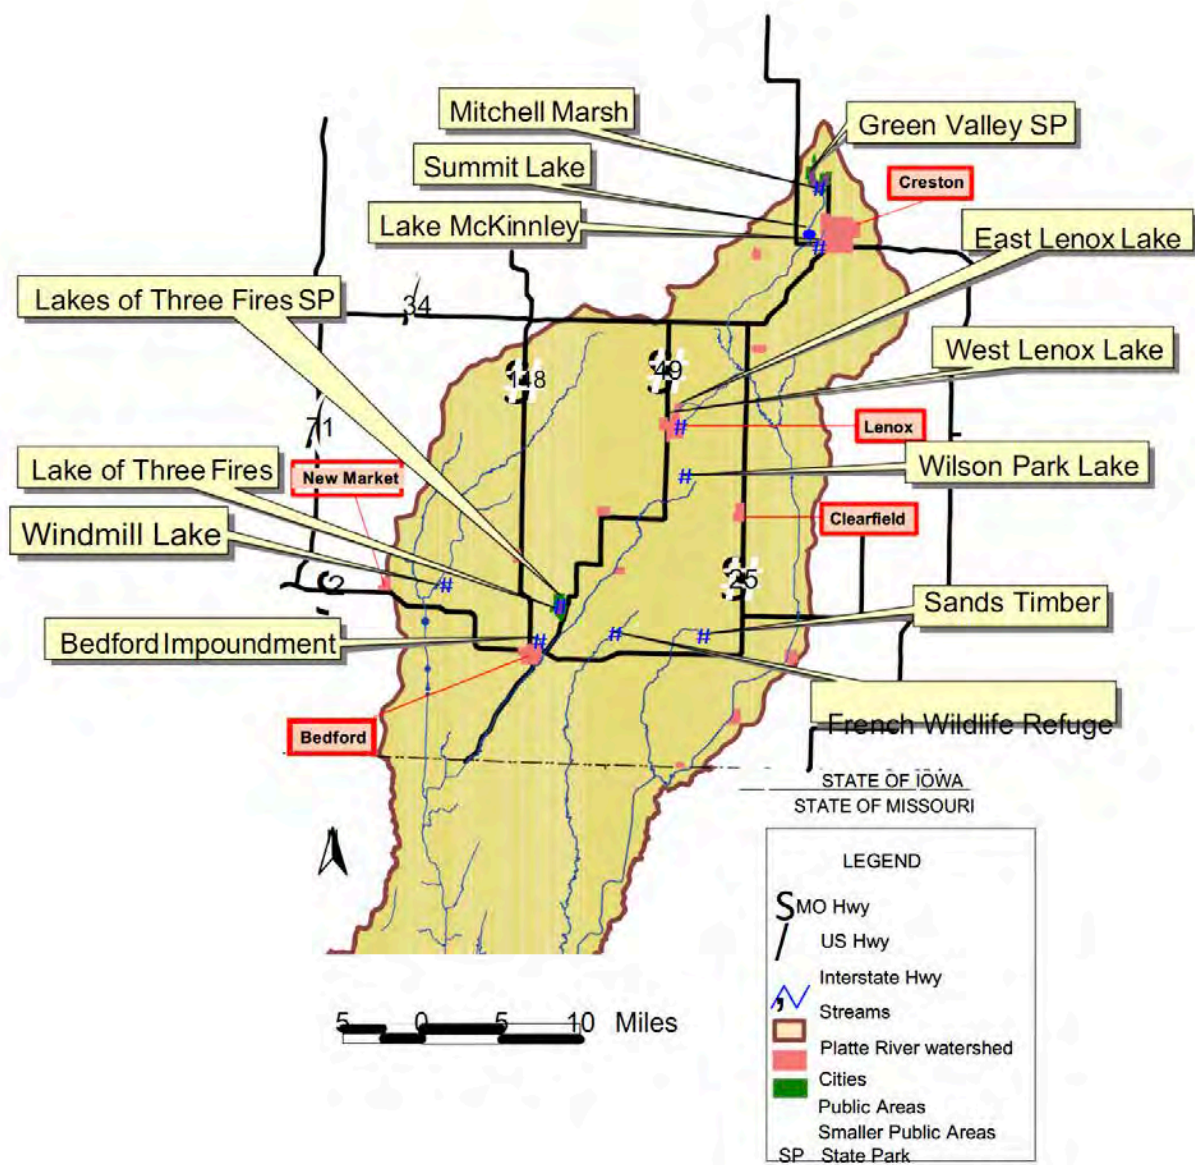 Mitchell Marsh
Green Valley SP
Summit Lake
Creston
Lake McKinnley
East Lenox Lake
Lakes of Three Fires SP
34
West Lenox Lake
148
49
71
Lenox
Lake of Three Fires
New Market
Wilson Park Lake
Windmill Lake
Clearfield
2
25
Sands Timber
Bedford Impoundment
French Wildlife Refuge
Bedford
STATE OF IOWA
STATE OF MISSOURI
LEGEND
MO Hwy
US Hwy
Interstate Hwy
Streams
Platte River watershed
Cities
Public Areas
Smaller Public Areas
SP State Park
5 0 5 10 Miles